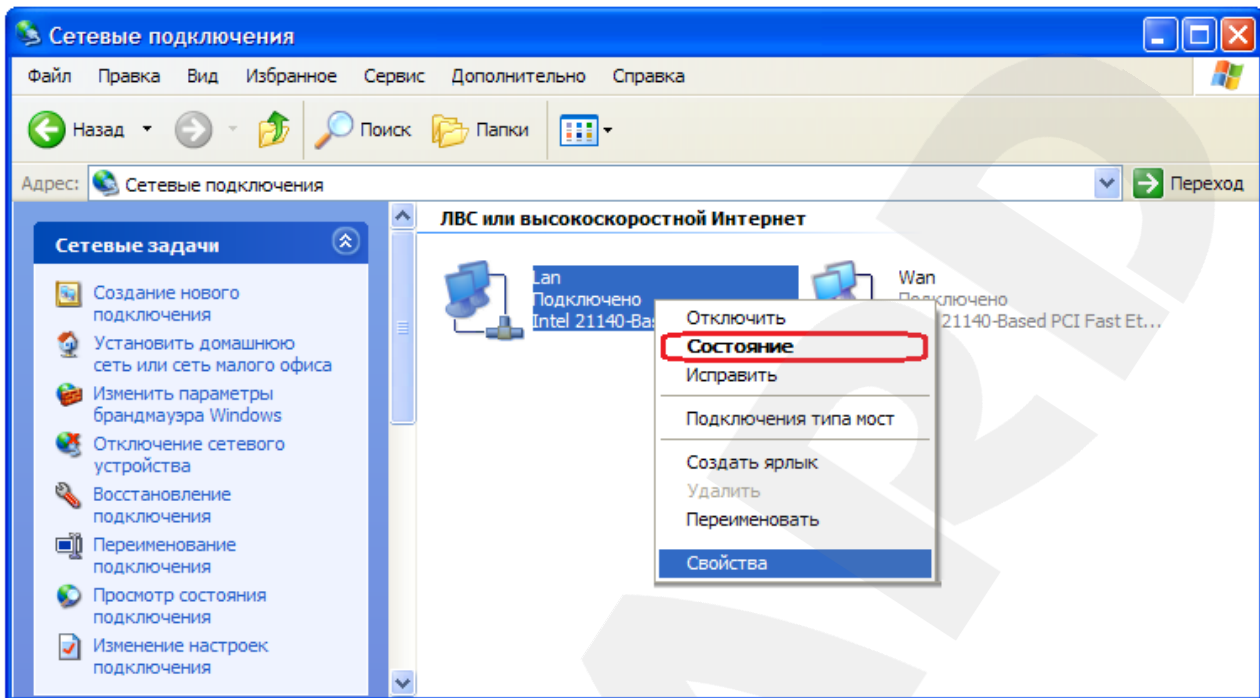 Сетевые подключения
Файл Правка Вид Избранное Сервис Дополнительно Справка
Назад Поиск Папки
Адрес: Сетевые подключения Переход
Сетевые задачи
Создание нового
подключения
Установить домашнюю
сеть или сеть малого офиса
Изменить параметры
брандмауэра Windows
Отключение сетевого
устройства
Восстановление
подключения
Переименование
подключения
Просмотр состояния
подключения
Изменение настроек
подключения
ЛВС или высокоскоростной Интернет
Lan
Подключено
Intel 21140-Ba
Wan
Подключено
21140-Based PCI Fast Et...
Отключить
Состояние
Исправить
Подключения типа мост
Создать ярлык
Удалить
Переименовать
Свойства